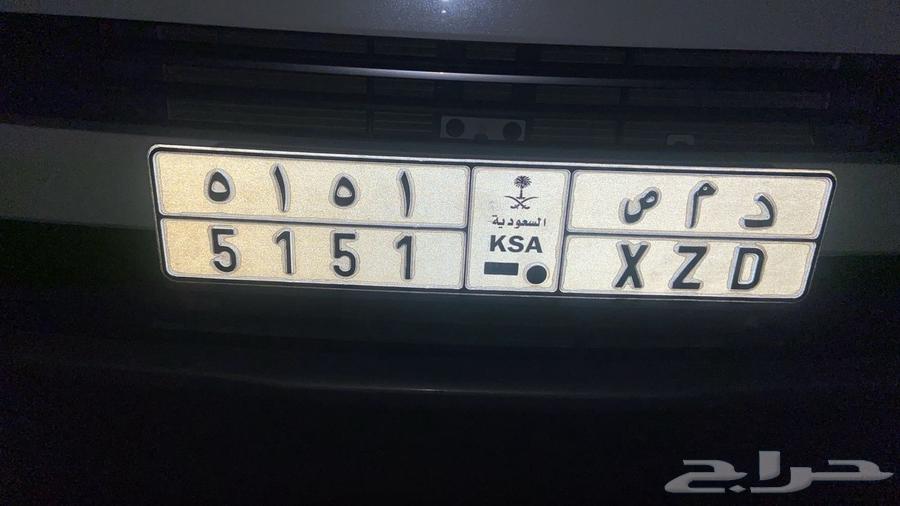 ٥١٥١
د م ص
السعودية
KSA
5151
XZD
حراج